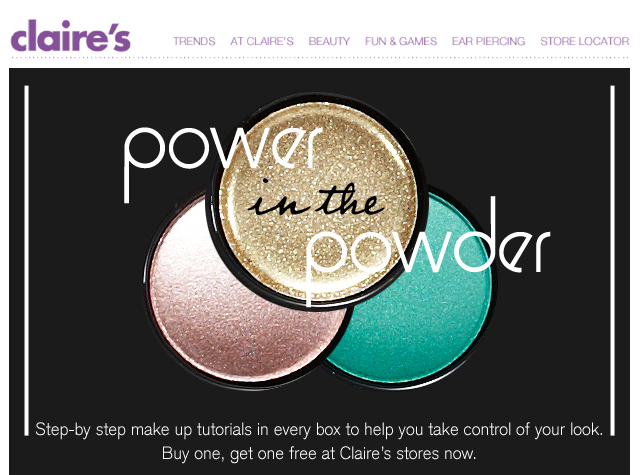 claire's
TRENDS AT CLAIRE'S BEAUTY FUN & GAMES EAR PIERCING STORE LOCATOR
power
in the
powder
Step-by step make up tutorials in every box to help you take control of your look.
Buy one, get one free at Claire's stores now.